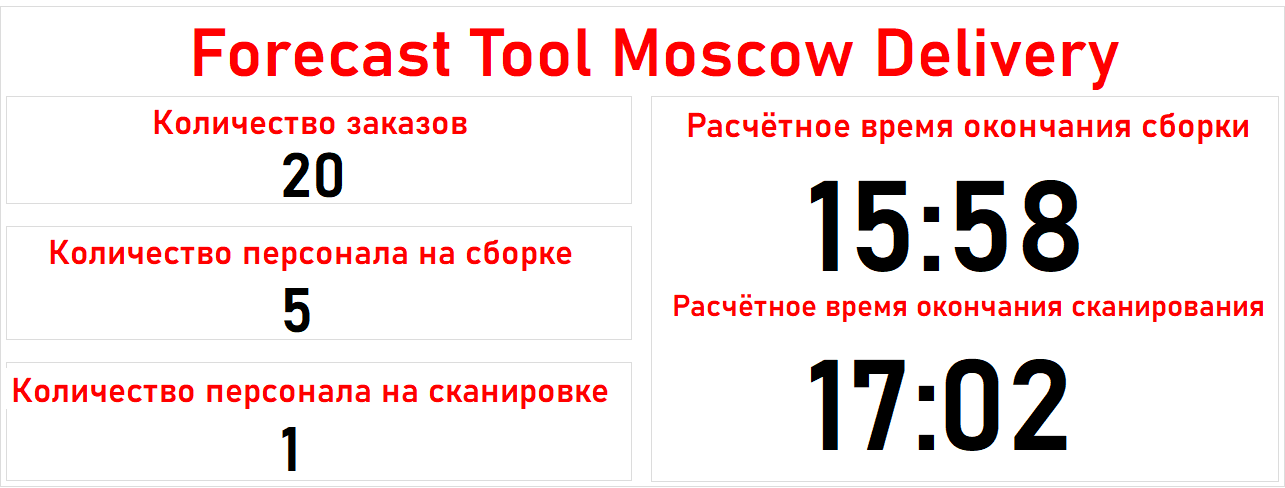 Forecast Tool Moscow Delivery
Количество заказов
20
Количество персонала на сборке
5
Количество персонала на сканировке
1
Расчётное время окончания сборки
15:58
Расчётное время окончания сканирования
17:02